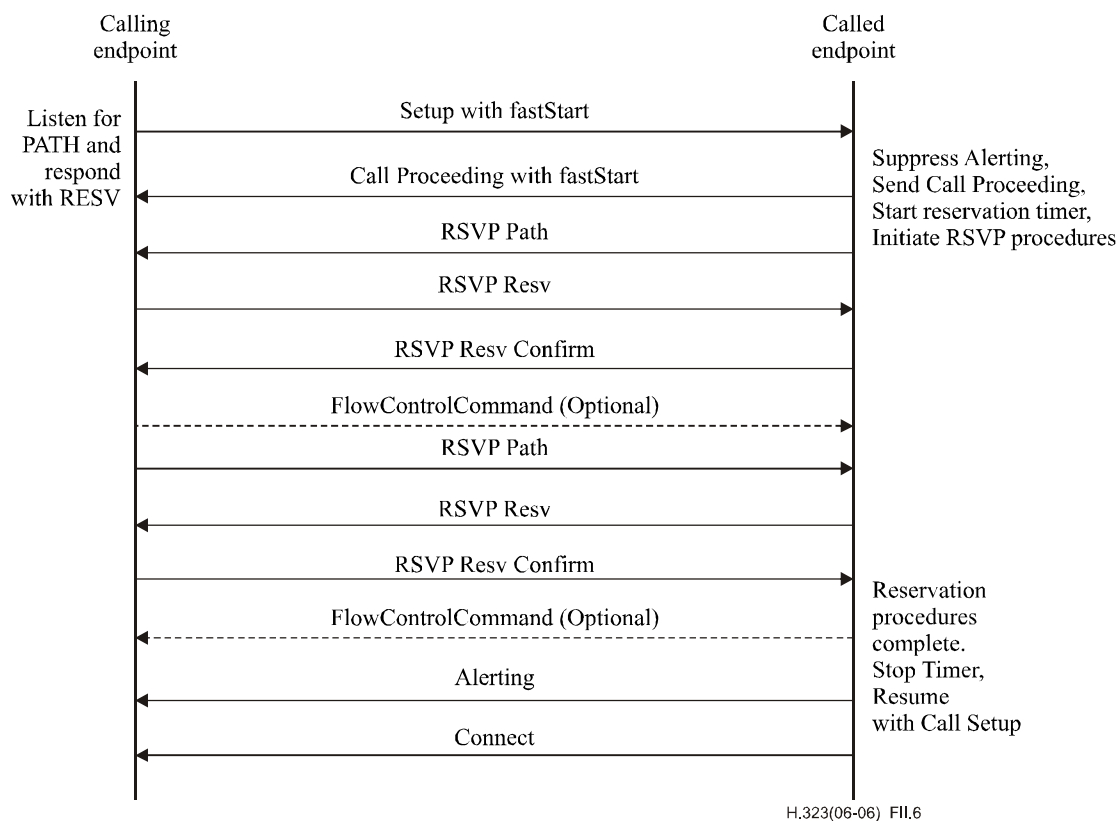 Calling
endpoint
Called
endpoint
Listen for
PATH and
respond
with RESV
Setup with fastStart
Call Proceeding with fastStart
Suppress Alerting,
Send Call Proceeding,
Start reservation timer,
Initiate RSVP procedures
RSVP Path
RSVP Resv
RSVP Resv Confirm
FlowControlCommand (Optional)
RSVP Path
RSVP Resv
RSVP Resv Confirm
FlowControlCommand (Optional)
Alerting
Connect
Reservation
procedures
complete.
Stop Timer,
Resume
with Call Setup
H.323(06-06) FII.6